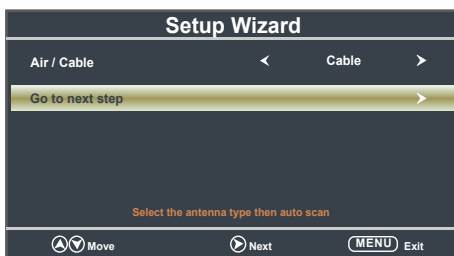 Setup Wizard
Air / Cable Cable
Go to next step
Select the antenna type then auto scan
Move Next MENU Exit